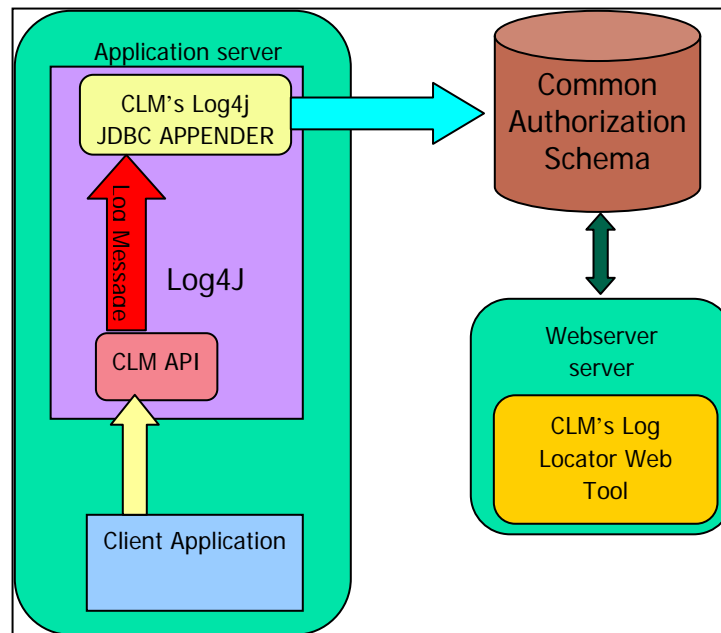 Application server
CLM's Log4j
JDBC APPENDER
Log Message
Log4J
CLM API
Client Application
Common
Authorization
Schema
Webserver
server
CLM's Log
Locator Web
Tool